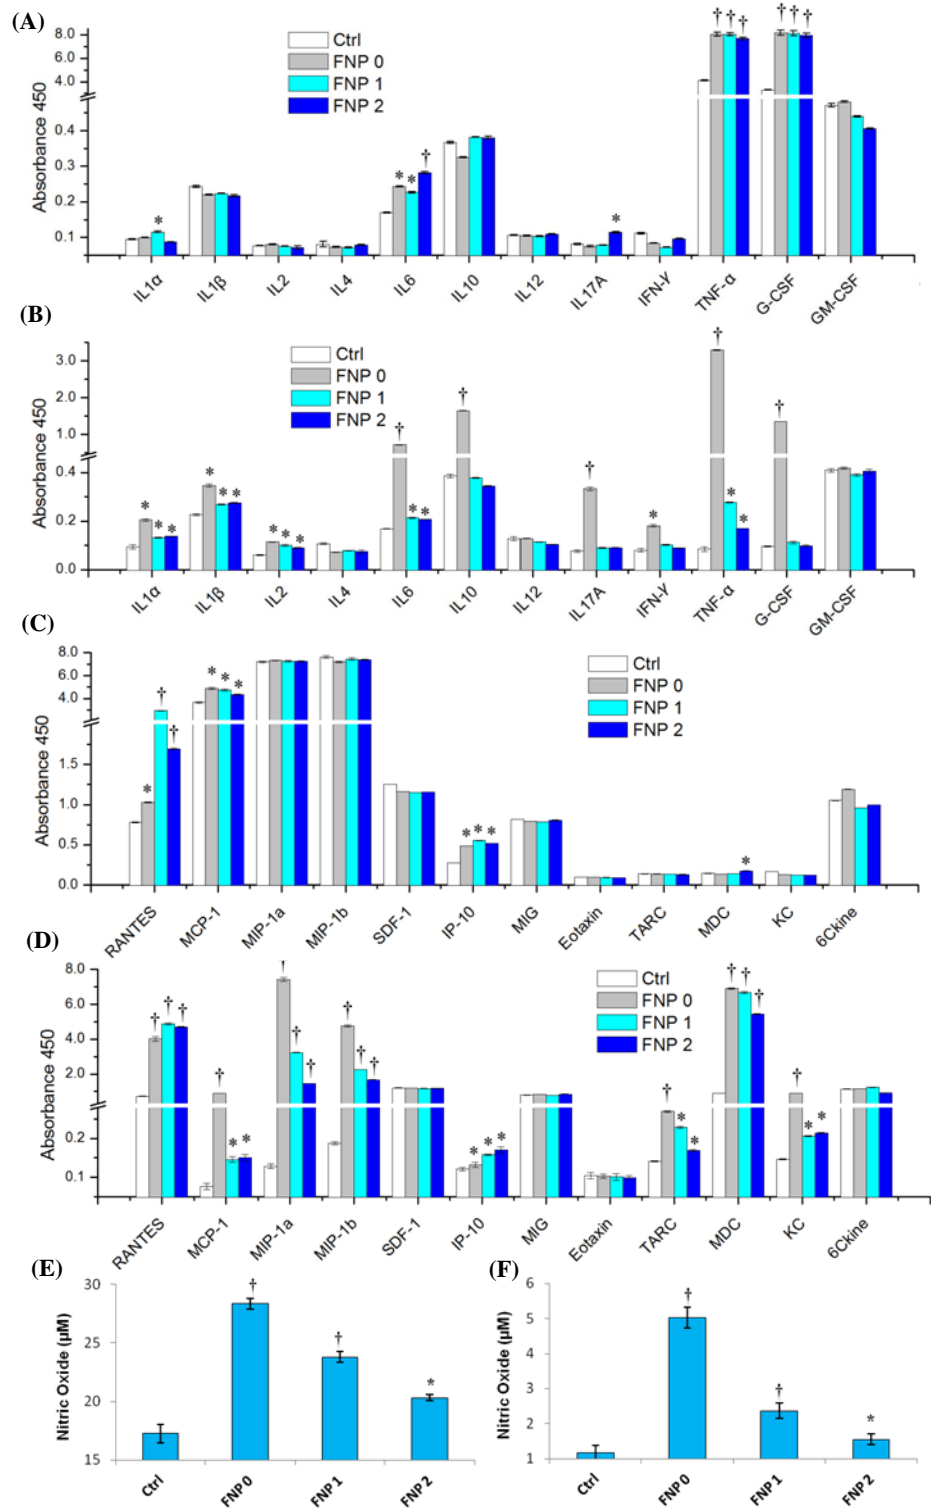 (A)
8.0
4.0
0.4
0.3
0.2
0.1
Absorbance 450
Ctrl
FNP 0
FNP 1
FNP 2
† † † † † †
* * * † *
IL1α IL1β IL2 IL4 IL6 IL10 IL12 IL17A IFN-γ TNF-α G-CSF GM-CSF
(B)
3.0
2.0
1.0
0.4
0.2
0.0
Absorbance 450
Ctrl
FNP 0
FNP 1
FNP 2
† † † † †
* * * * * * * * * * * * * *
IL1α IL1β IL2 IL4 IL6 IL10 IL12 IL17A IFN-γ TNF-α G-CSF GM-CSF
(C)
8.0
4.0
1.5
1.0
0.5
0.0
Absorbance 450
Ctrl
FNP 0
FNP 1
FNP 2
* † † * * * * * * *
RANTES MCP-1 MIP-1a MIP-1b SDF-1 IP-10 MIG Eotaxin TARC MDC KC 6Ckine
(D)
8.0
6.0
4.0
2.0
0.2
0.1
Absorbance 450
Ctrl
FNP 0
FNP 1
FNP 2
† † † † * * † † † † † † * * * † * * † † † † * *
RANTES MCP-1 MIP-1a MIP-1b SDF-1 IP-10 MIG Eotaxin TARC MDC KC 6Ckine
(E)
30
25
20
15
Nitric Oxide (µM)
† † *
Ctrl FNP 0 FNP 1 FNP 2
(F)
6
5
4
3
2
1
Nitric Oxide (µM)
† † *
Ctrl FNP 0 FNP 1 FNP 2